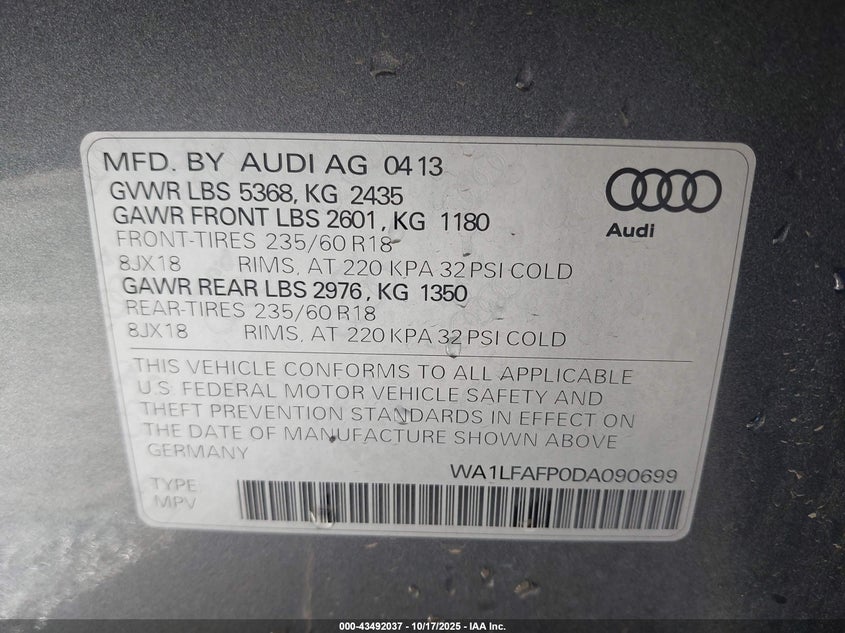 MFD. BY AUDI AG 04 13
GVWR LBS 5368, KG 2435
GAWR FRONT LBS 2601, KG 1180
FRONT-TIRES 235/60 R18
8JX18 RIMS, AT 220 KPA 32 PSI COLD
GAWR REAR LBS 2976, KG 1350
REAR-TIRES 235/60 R18
8JX18 RIMS, AT 220 KPA 32 PSI COLD
Audi
THIS VEHICLE CONFORMS TO ALL APPLICABLE
U.S. FEDERAL MOTOR VEHICLE SAFETY AND
THEFT PREVENTION STANDARDS IN EFFECT ON
THE DATE OF MANUFACTURE SHOWN ABOVE
GERMANY
WA1LFAFP0DA090699
TYPE
MPV
000-43492037 - 10/17/2025 - IAA Inc.